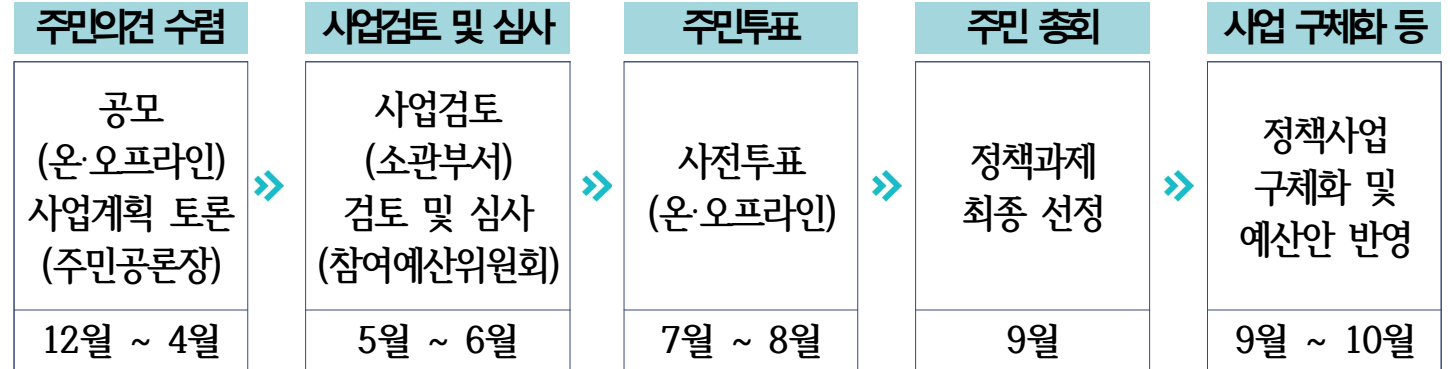 주민의견 수렴
공모
(온·오프라인)
사업계획 토론
(주민공론장)
12월 ~ 4월
사업검토 및 심사
사업검토
(소관부서)
검토 및 심사
(참여예산위원회)
5월 ~ 6월
주민투표
사전투표
(온·오프라인)
7월 ~ 8월
주민 총회
정책과제
최종 선정
9월
사업 구체화 등
정책사업
구체화 및
예산안 반영
9월 ~ 10월